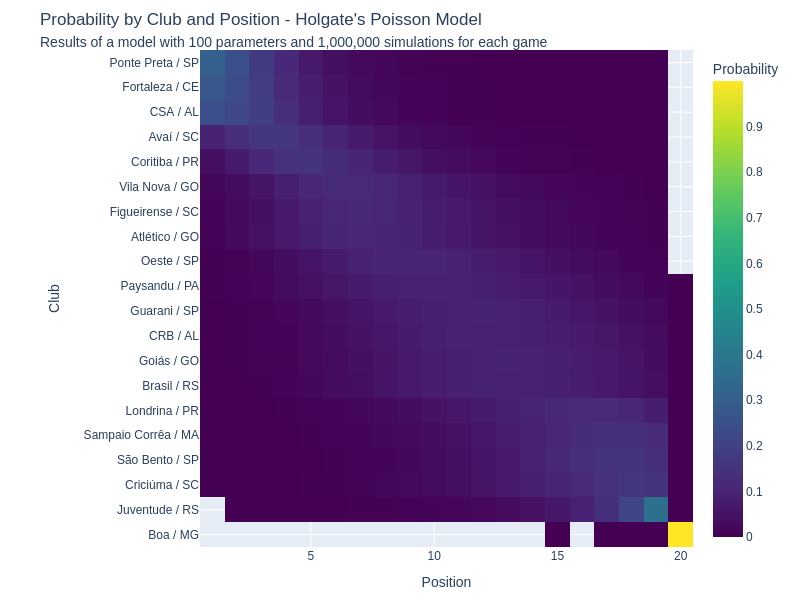 Probability by Club and Position - Holgate's Poisson Model
Results of a model with 100 parameters and 1,000,000 simulations for each game
Probability
Club
Ponte Preta / SP
Fortaleza / CE
CSA / AL
Avaí / SC
Coritiba / PR
Vila Nova / GO
Figueirense / SC
Atlético / GO
Oeste / SP
Paysandu / PA
Guarani / SP
CRB / AL
Goiás / GO
Brasil / RS
Londrina / PR
Sampaio Corrêa / MA
São Bento / SP
Criciúma / SC
Juventude / RS
Boa / MG
5
10
15
20
Position
0.9
0.8
0.7
0.6
0.5
0.4
0.3
0.2
0.1
0